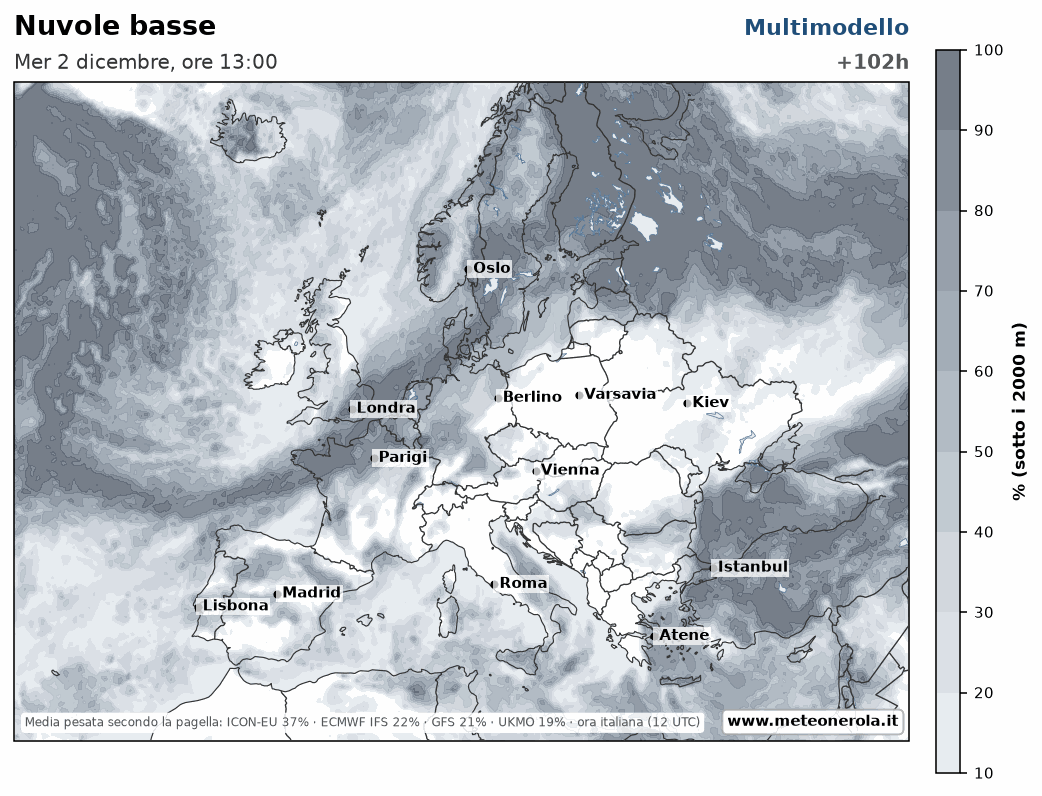 Nuvole basse
Multimodello
Mer 2 dicembre, ore 13:00
+102h
100
90
80
70
60
50
40
30
20
10
% (sotto i 2000 m)
Oslo
Berlino
Varsavia
Londra
Kiev
Parigi
Vienna
Istanbul
Roma
Madrid
Lisbona
Atene
Media pesata secondo la pagella: ICON-EU 37% · ECMWF IFS 22% · GFS 21% · UKMO 19% · ora italiana (12 UTC)
www.meteonerola.it